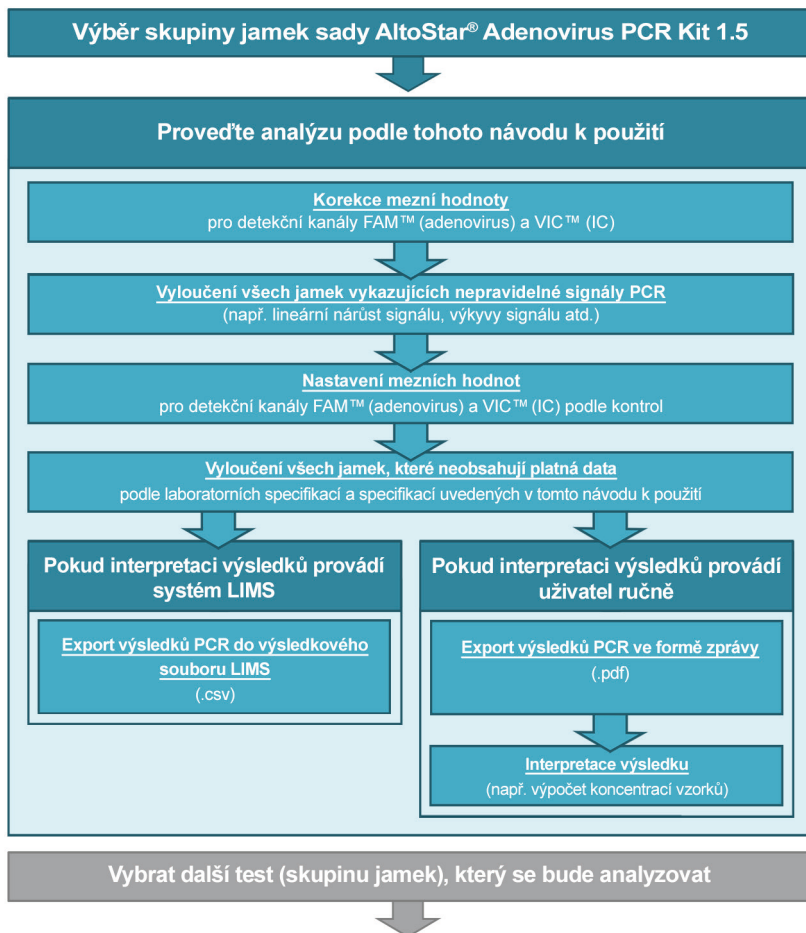 Výběr skupiny jamek sady AltoStar® Adenovirus PCR Kit 1.5
Proveďte analýzu podle tohoto návodu k použití
Korekce mezní hodnoty
pro detekční kanály FAM™ (adenovirus) a VIC™ (IC)
Vyloučení všech jamek vykazujících nepravidelné signály PCR
(např. lineární nárůst signálu, výkyvy signálu atd.)
Nastavení mezních hodnot
pro detekční kanály FAM™ (adenovirus) a VIC™ (IC) podle kontrol
Vyloučení všech jamek, které neobsahují platná data
podle laboratorních specifikací a specifikací uvedených v tomto návodu k použití
Pokud interpretaci výsledků provádí
systém LIMS
Export výsledků PCR do výsledkového
souboru LIMS
(.csv)
Pokud interpretaci výsledků provádí
uživatel ručně
Export výsledků PCR ve formě zprávy
(.pdf)
Interpretace výsledku
(např. výpočet koncentrací vzorků)
Vybrat další test (skupinu jamek), který se bude analyzovat